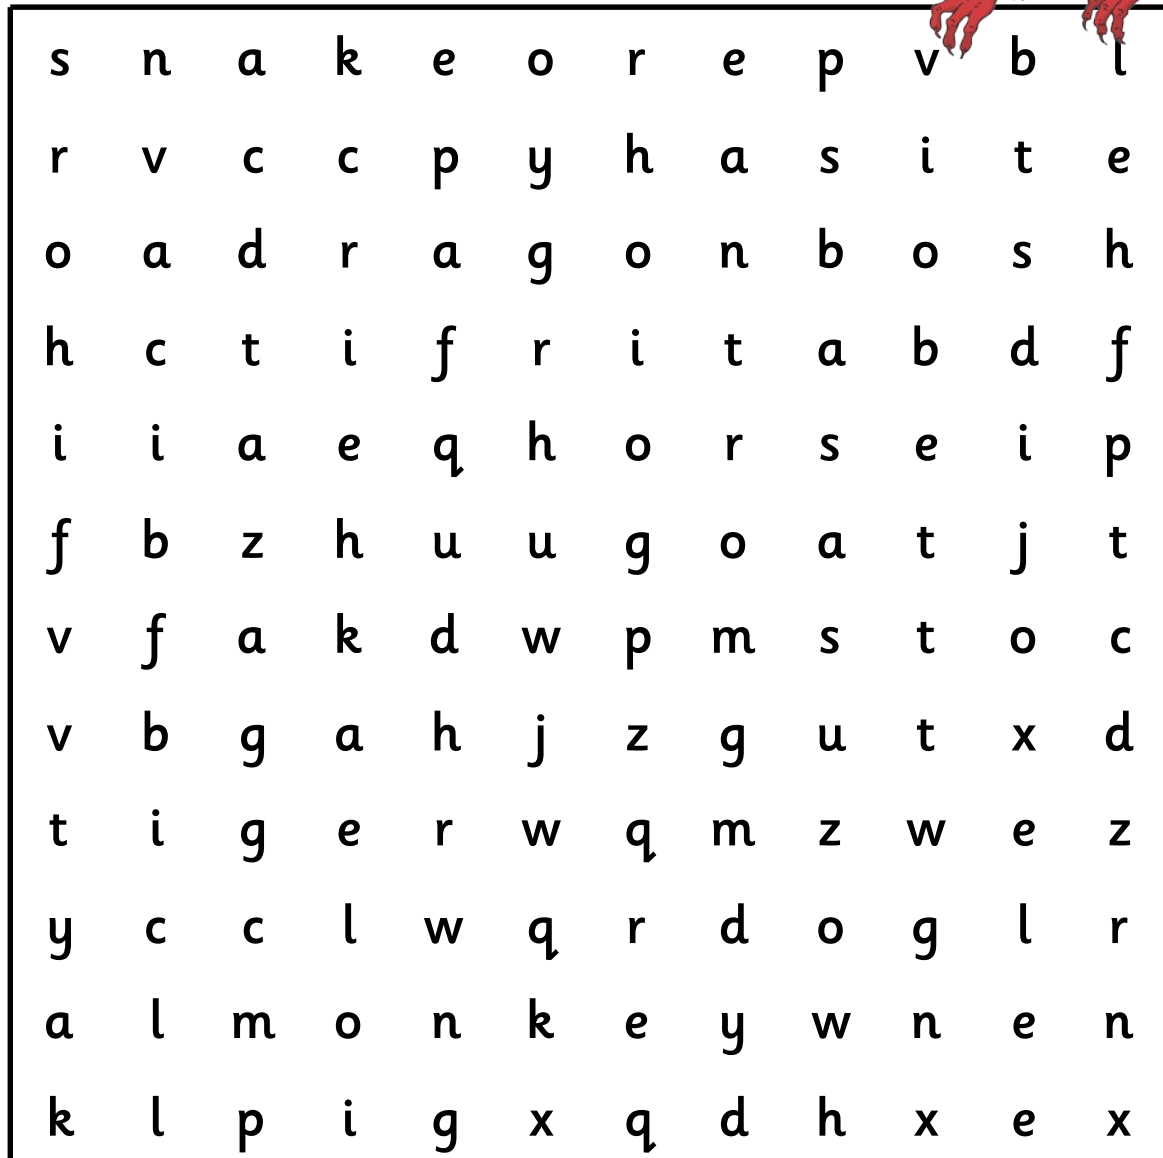 s n a k e o r e p v b l
r v c c p y h a s i t e
o a d r a g o n b o s h
h c t i f r i t a b d f
i i a e q h o r s e i p
f b z h u u g o a t j t
v f a k d w p m s t o c
v b g a h j z g u t x d
t i g e r w q m z w e z
y c c l w q r d o g l r
a l m o n k e y w n e n
k l p i g x q d h x e x